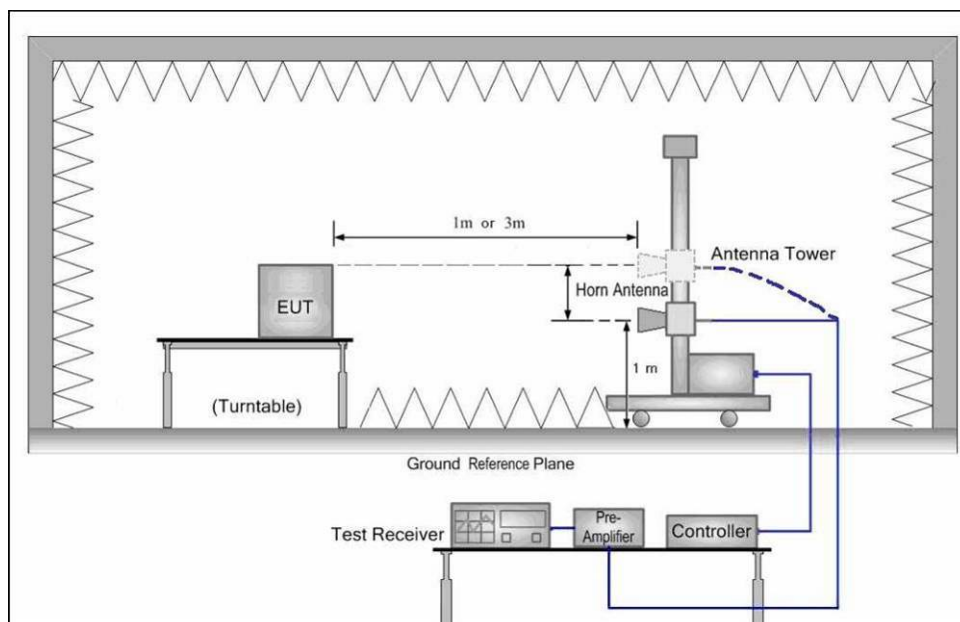 1m or 3m
Antenna Tower
Horn Antenna
EUT
1 m
(Turntable)
Ground Reference Plane
Test Receiver
Pre-
Amplifier
Controller